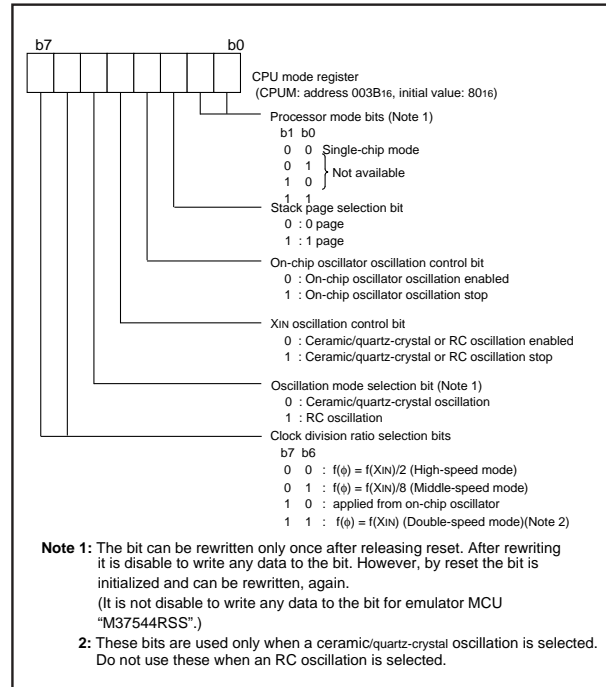 b7 b0
CPU mode register
(CPUM: address 003B16, initial value: 8016)
Processor mode bits (Note 1)
b1 b0
0 0 Single-chip mode
0 1
Not available
1 0
1 1
Stack page selection bit
0 : 0 page
1 : 1 page
On-chip oscillator oscillation control bit
0 : On-chip oscillator oscillation enabled
1 : On-chip oscillator oscillation stop
XIN oscillation control bit
0 : Ceramic/quartz-crystal or RC oscillation enabled
1 : Ceramic/quartz-crystal or RC oscillation stop
Oscillation mode selection bit (Note 1)
0 : Ceramic/quartz-crystal oscillation
1 : RC oscillation
Clock division ratio selection bits
b7 b6
0 0 : f(φ) = f(XIN)/2 (High-speed mode)
0 1 : f(φ) = f(XIN)/8 (Middle-speed mode)
1 0 : applied from on-chip oscillator
1 1 : f(φ) = f(XIN) (Double-speed mode)(Note 2)
Note 1: The bit can be rewritten only once after releasing reset. After rewriting
it is disable to write any data to the bit. However, by reset the bit is
initialized and can be rewritten, again.
(It is not disable to write any data to the bit for emulator MCU
“M37544RSS”.)
2: These bits are used only when a ceramic/quartz-crystal oscillation is selected.
Do not use these when an RC oscillation is selected.